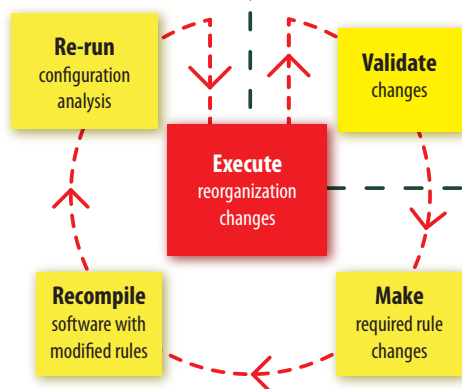 Re-run
configuration
analysis
Validate
changes
Execute
reorganization
changes
Recompile
software with
modified rules
Make
required rule
changes